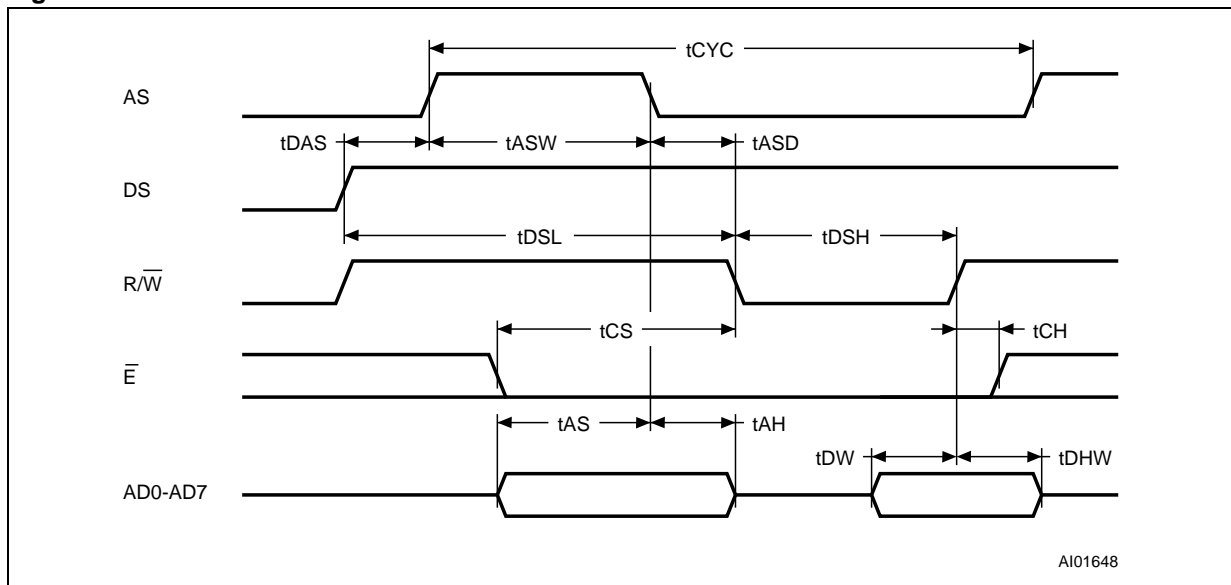 tCYC
AS
tDAS tASW tASD
DS
tDSL tDSH
R/W̅
tCS tCH
E̅
tAS tAH
tDW tDHW
AD0-AD7
AI01648